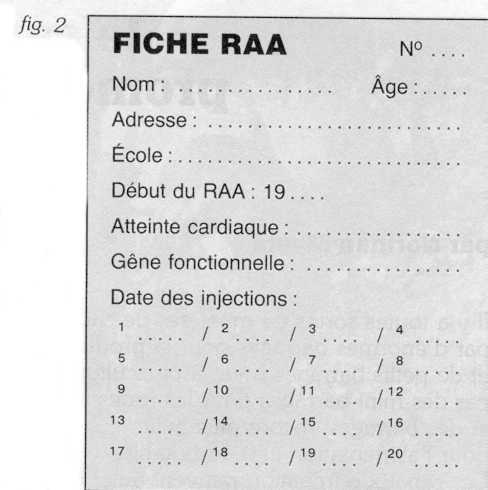 fig. 2
FICHE RAA Nº ....
Nom : ................ Âge : .....
Adresse : ............................
École : ..............................
Début du RAA : 19 ....
Atteinte cardiaque : ..................
Gêne fonctionnelle : ................
Date des injections :
1 ..... / 2 ..... / 3 ..... / 4 .....
5 ..... / 6 ..... / 7 ..... / 8 .....
9 ..... / 10 ..... / 11 ..... / 12 .....
13 ..... / 14 ..... / 15 ..... / 16 .....
17 ..... / 18 ..... / 19 ..... / 20 .....